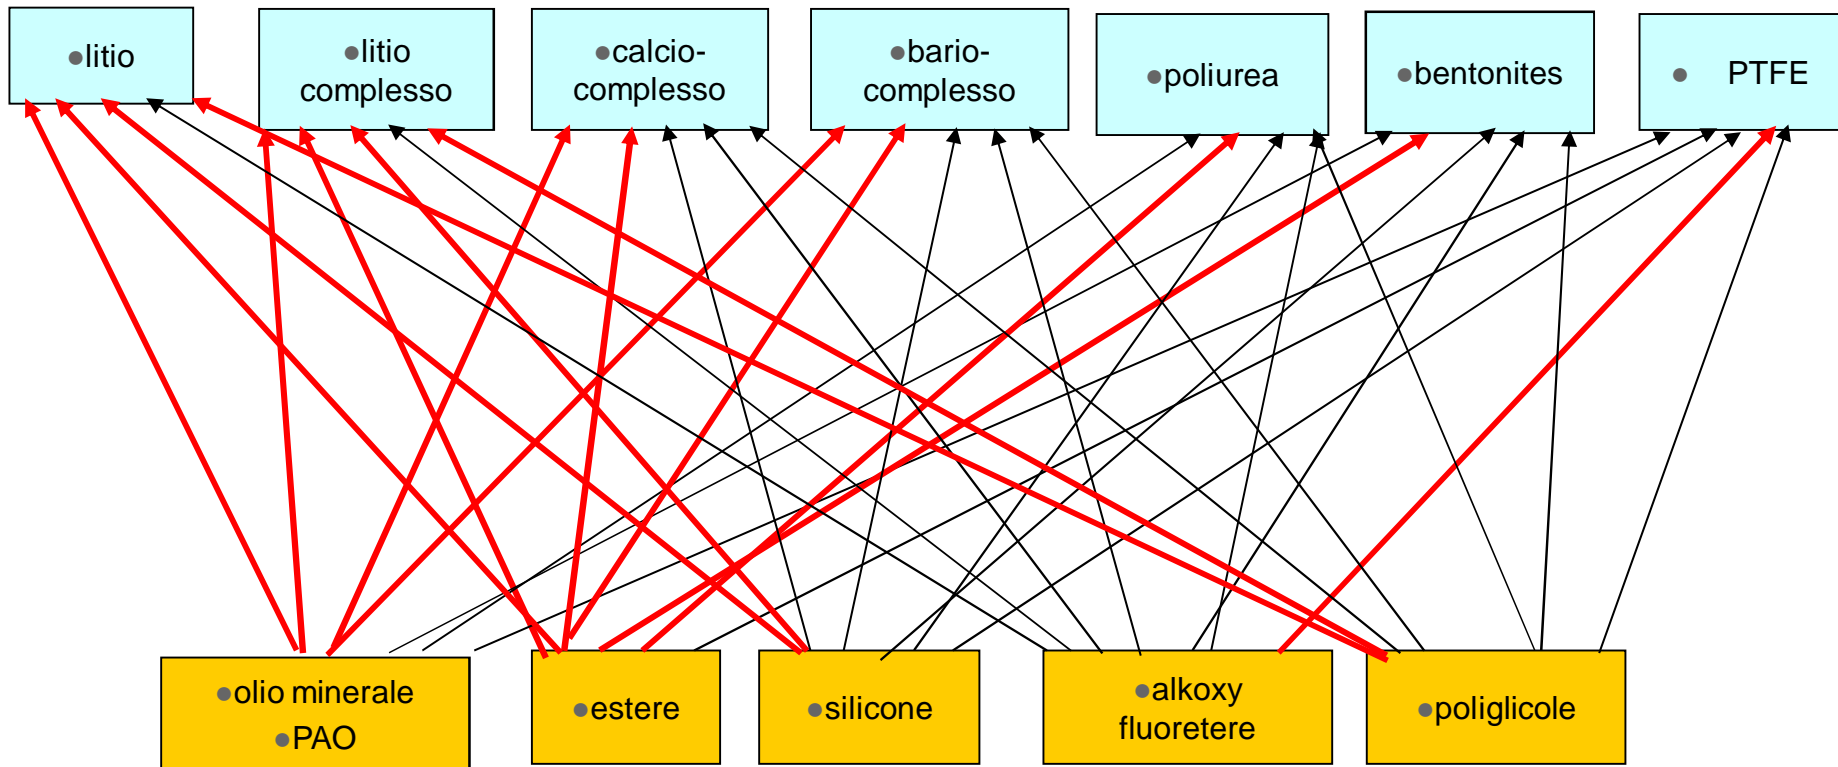 ●litio
●litio
complesso
●calcio-
complesso
●bario-
complesso
●poliurea
●bentonites
● PTFE
●olio minerale
●PAO
●estere
●silicone
●alkoxy
fluoretere
●poliglicole